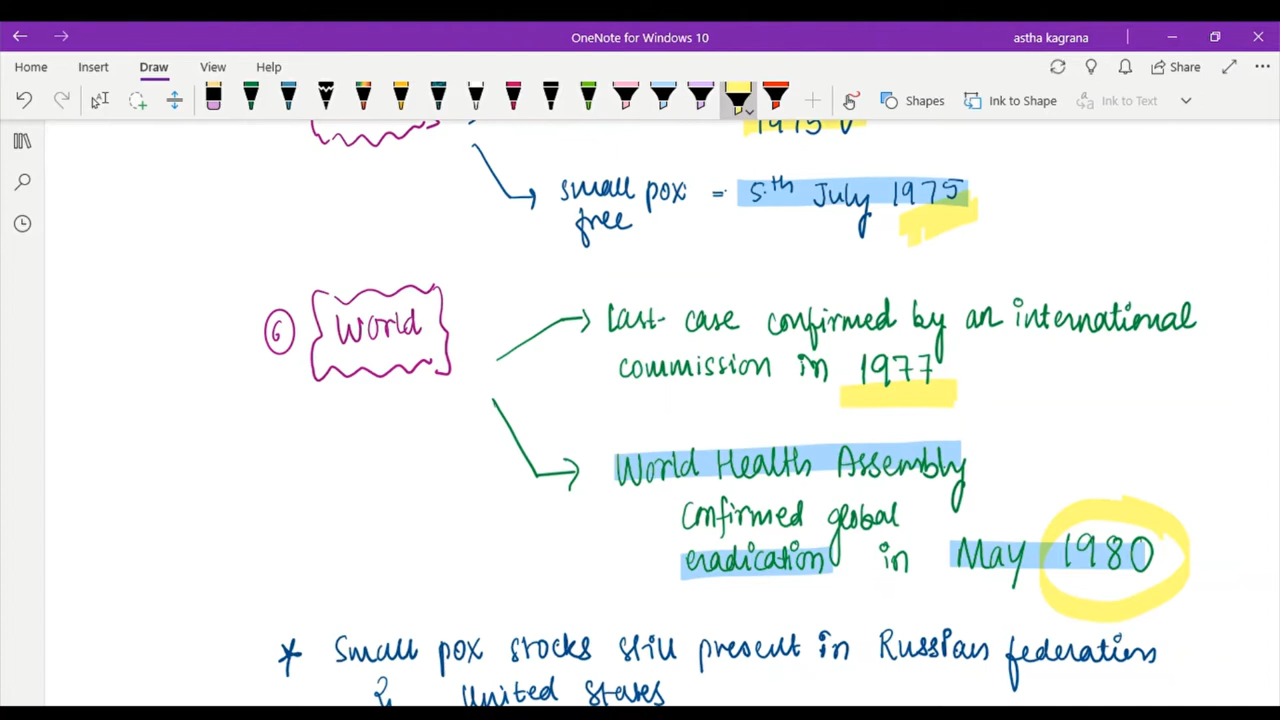 OneNote for Windows 10
astha kagrana
Home Insert Draw View Help
Share
Shapes Ink to Shape Ink to Text
1975
small pox = 5th July 1975
free
6 World
Last case confirmed by an international
commission in 1977
World Health Assembly
confirmed global
eradication in May 1980
* Small pox stocks still present in Russian federations
& United States